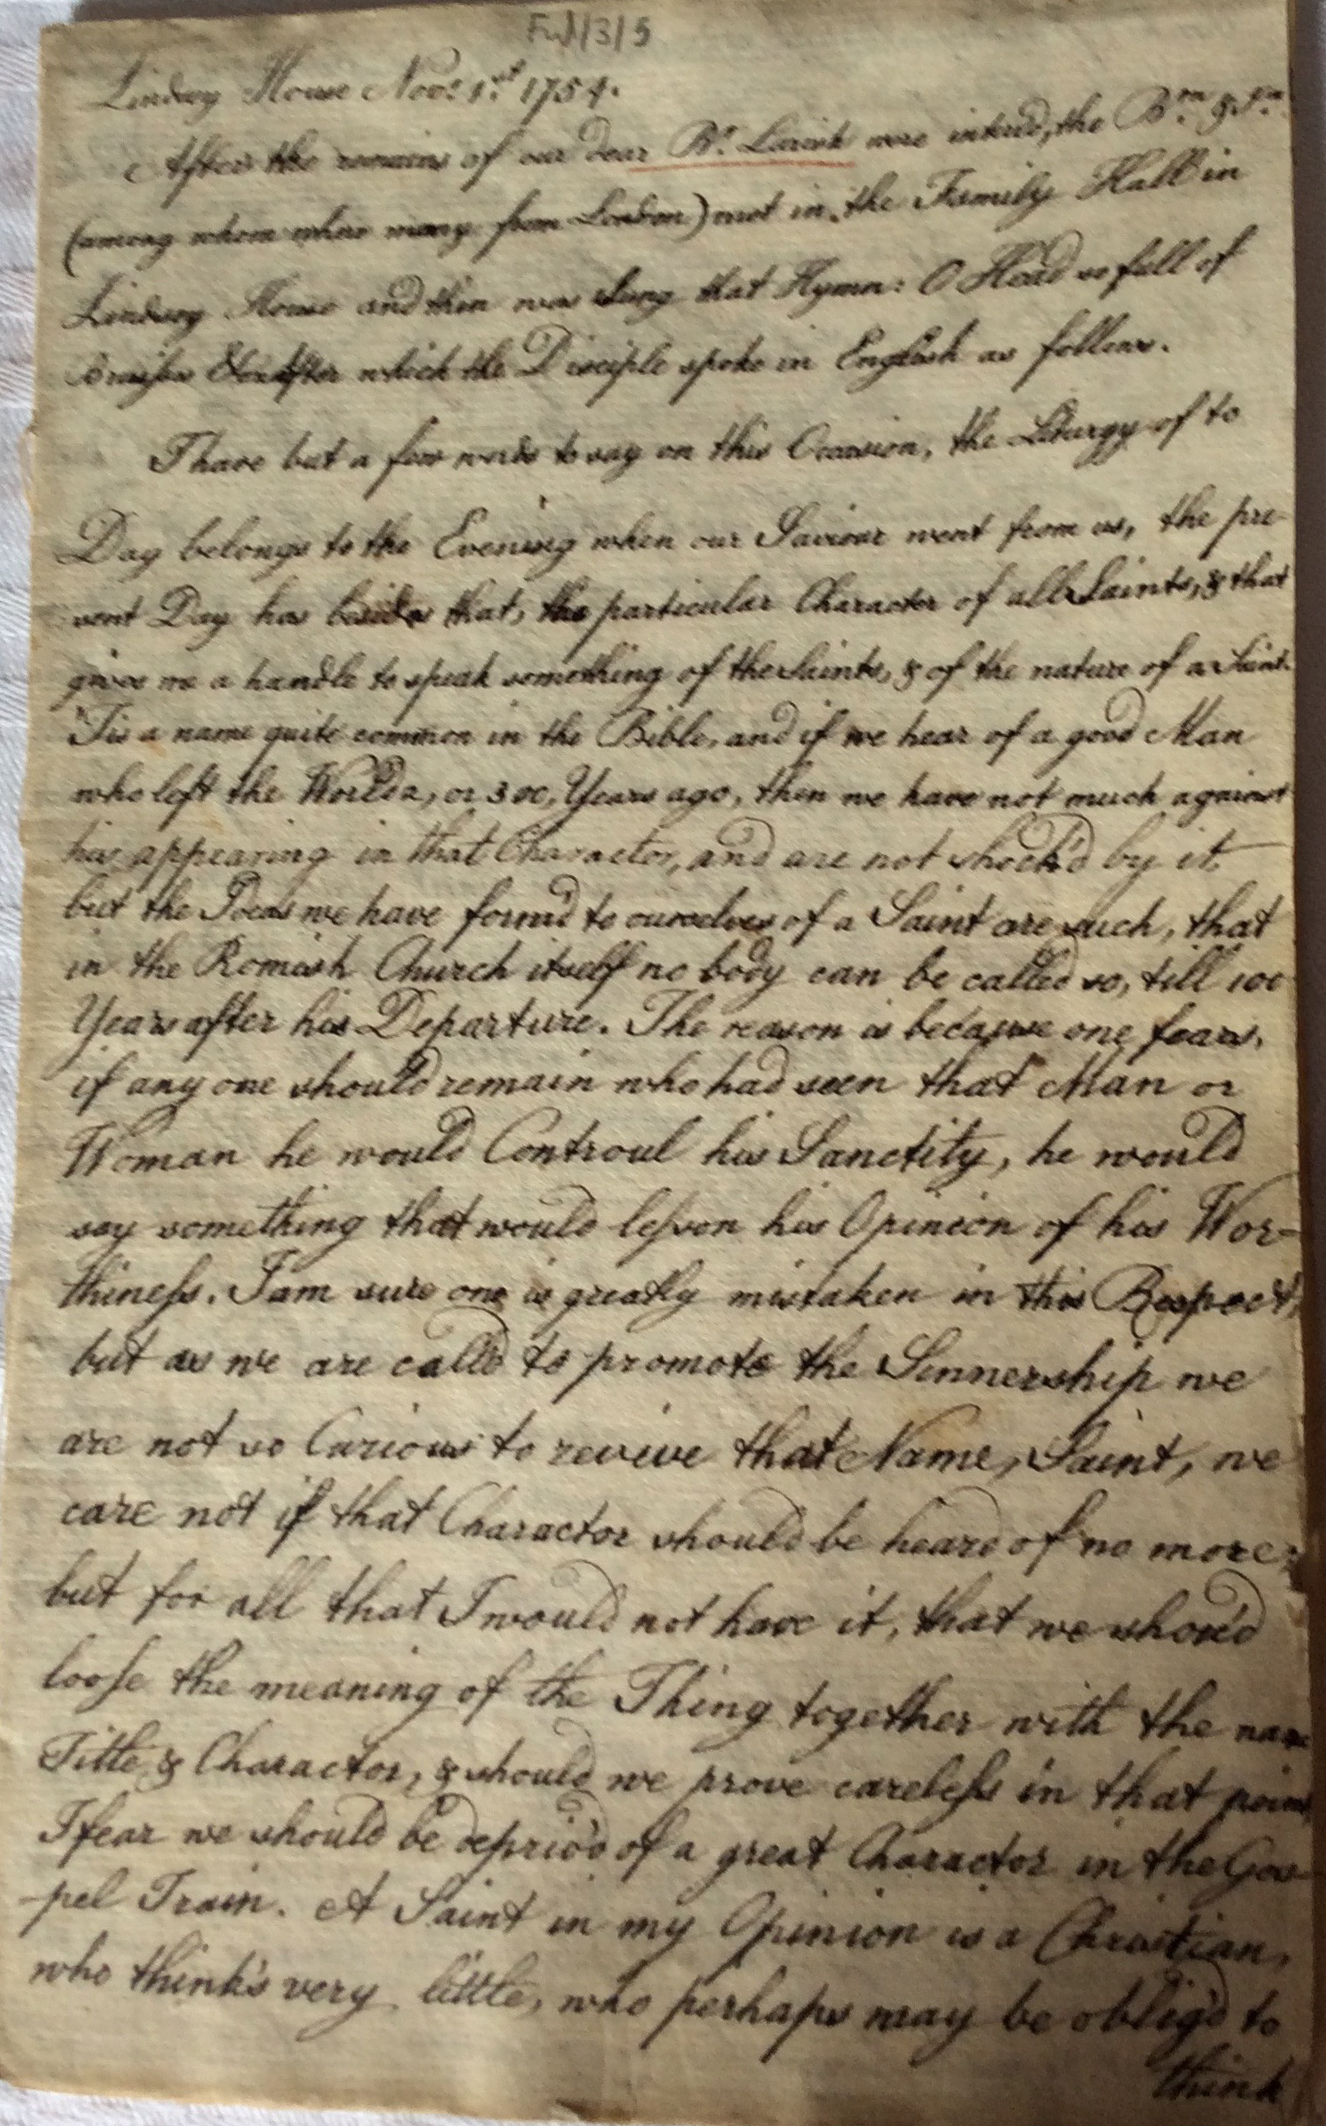 Ful/3/5
Lindsey House Novr. 1.st 1754.
After the remains of our dear Br. Larish were interd, the Brn. & Srs.
(among whom where many from London) met in the Family Hall in
Lindsey House and then was Sung that Hymn: O Head so full of
Bruises &c. after which the Disciple spoke in English as follows.
I have but a few words to say on this Occasion, the Liturgy of to
Day belongs to the Evening when our Saviour went from us, the pre-
sent Day has besides that, the particular Character of all Saints, & that
gives me a handle to speak something of the Saints, & of the nature of a Saint.
'Tis a name quite common in the Bible, and if we hear of a good Man
who left the World 2, or 300, Years ago, then we have not much against
his appearing in that Character, and are not shock'd by it
but the Ideas we have form'd to ourselves of a Saint are such, that
in the Romish Church itself no body can be called so, till 100
Years after his Departure. The reason is because one fears,
if any one should remain who had seen that Man or
Woman he would Controul his Sanctity, he would
say something that would lesson his Opinion of his Wor-
thiness. I am sure one is greatly mistaken in this Respect,
but as we are calld to promote the Sinnership we
are not so Curious to revive that Name, Saint, we
care not if that Charactor should be heard of no more;
but for all that I would not have it, that we shou'd
loose the meaning of the Thing together with the name
Title & Charactor, & should we prove careless in that point,
I fear we should be depriv'd of a great Charactor in the Gos-
-pel Train. A Saint in my Opinion is a Christian,
who think's very little, who perhaps may be oblig'd to
think